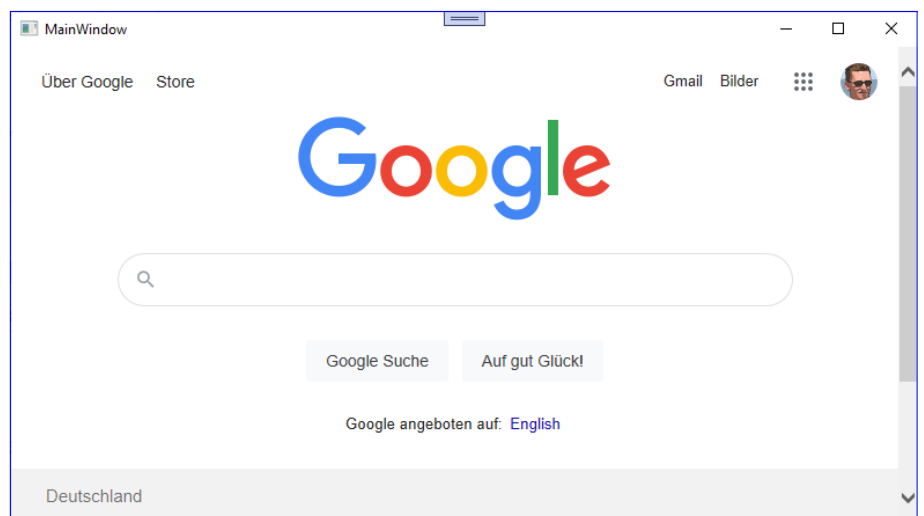 MainWindow
Über Google Store Gmail Bilder
Google
Google Suche Auf gut Glück!
Google angeboten auf: English
Deutschland